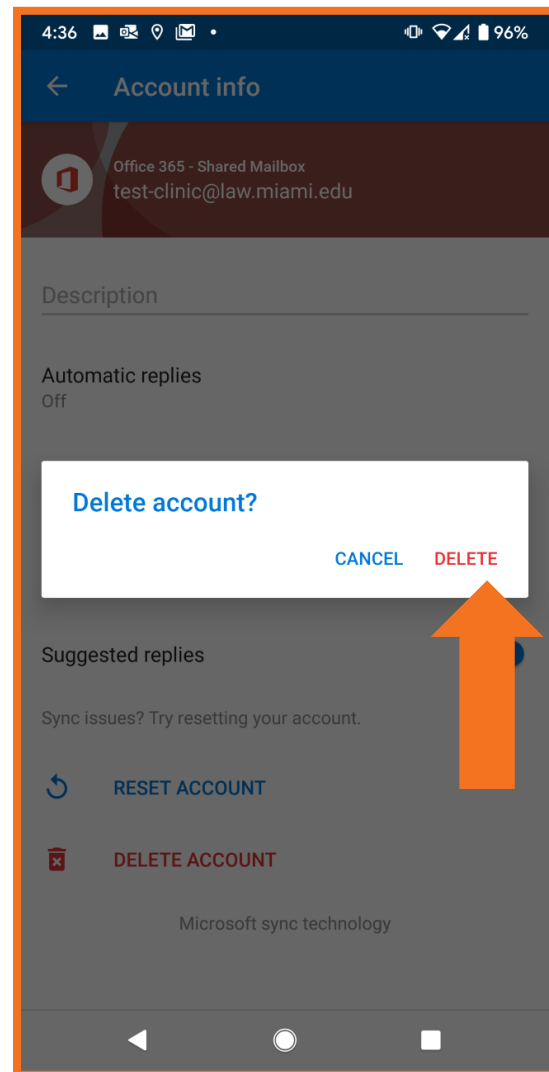 4:36
96%
Account info
Office 365 - Shared Mailbox
test-clinic@law.miami.edu
Description
Automatic replies
Off
Delete account?
CANCEL DELETE
Suggested replies
Sync issues? Try resetting your account.
RESET ACCOUNT
DELETE ACCOUNT
Microsoft sync technology